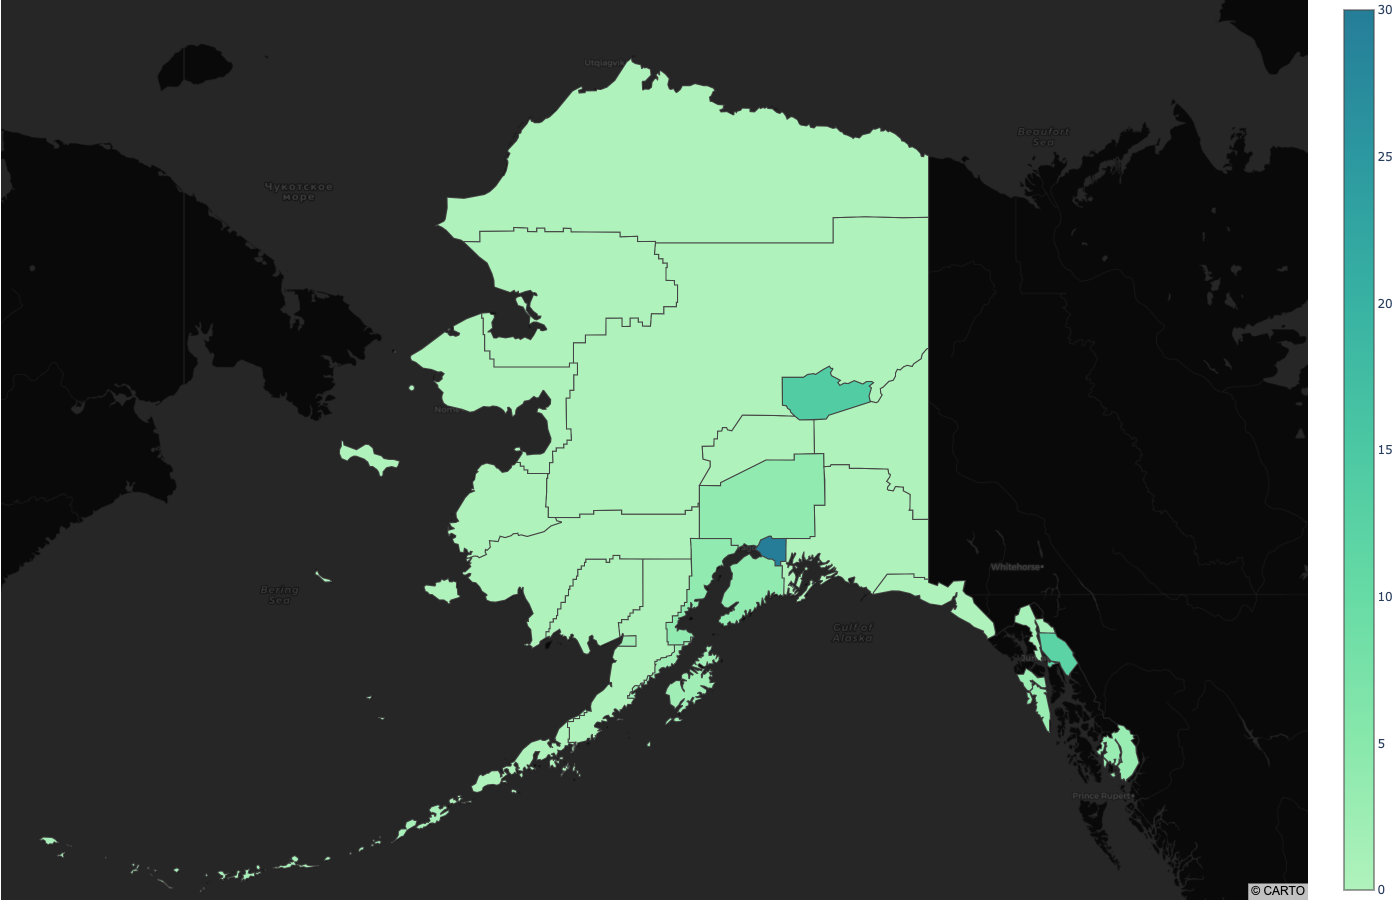 Utqiagvik
Beaufort
Sea
Чукотское
море
Whitehorse
Bering
Sea
Gulf of
Alaska
Prince Rupert
30
25
20
15
10
5
0
© CARTO